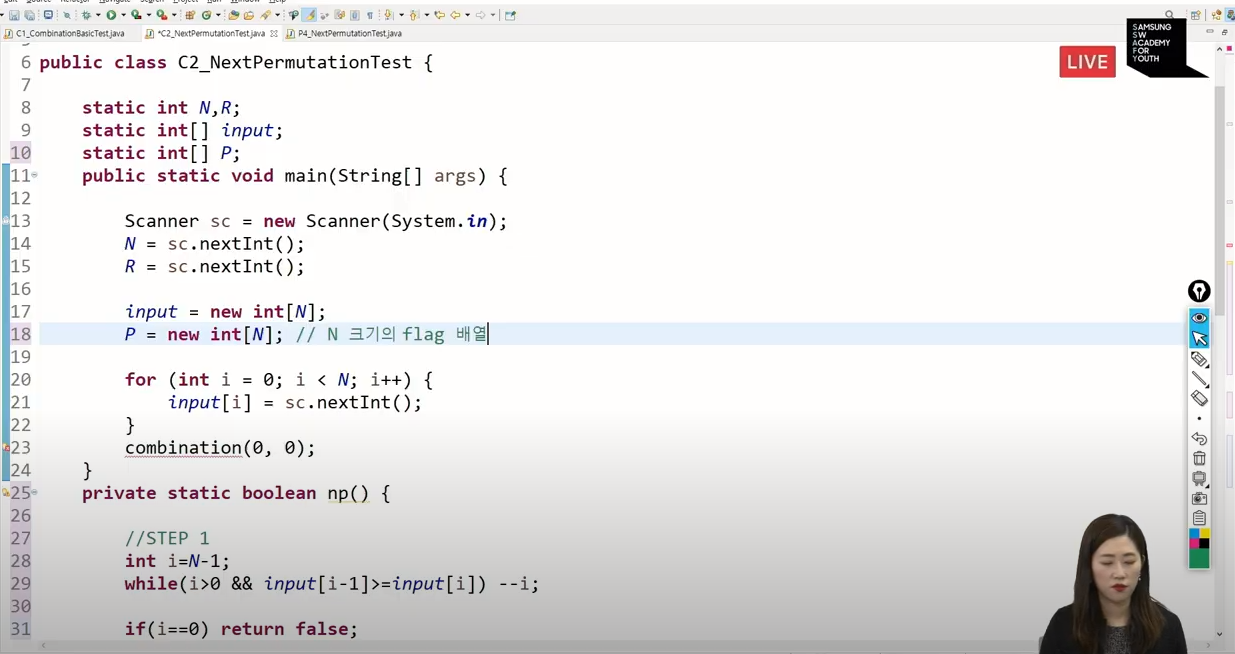 C1_CombinationBasicTest.java
*C2_NextPermutationTest.java
P4_NextPermutationTest.java
LIVE
SAMSUNG
SW
ACADEMY
FOR
YOUTH
6 public class C2_NextPermutationTest {
7
8 static int N,R;
9 static int[] input;
10 static int[] P;
11 public static void main(String[] args) {
12
13 Scanner sc = new Scanner(System.in);
14 N = sc.nextInt();
15 R = sc.nextInt();
16
17 input = new int[N];
18 P = new int[N]; // N 크기의 flag 배열
19
20 for (int i = 0; i < N; i++) {
21 input[i] = sc.nextInt();
22 }
23 combination(0, 0);
24 }
25 private static boolean np() {
26
27 //STEP 1
28 int i=N-1;
29 while(i>0 && input[i-1]>=input[i]) --i;
30
31 if(i==0) return false;